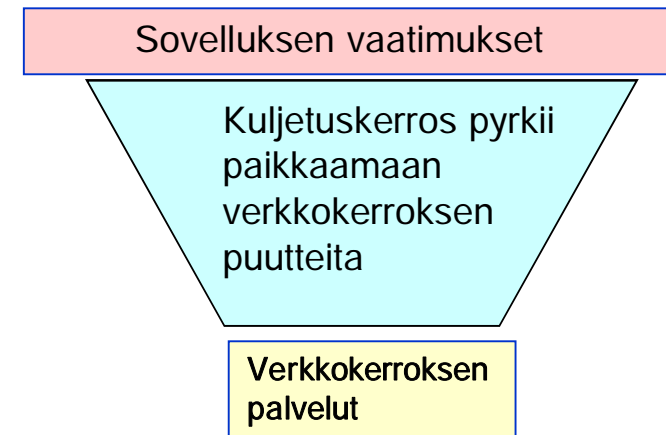 Sovelluksen vaatimukset
Kuljetuskerros pyrkii
paikkaamaan
verkkokerroksen
puutteita
Verkkokerroksen
palvelut